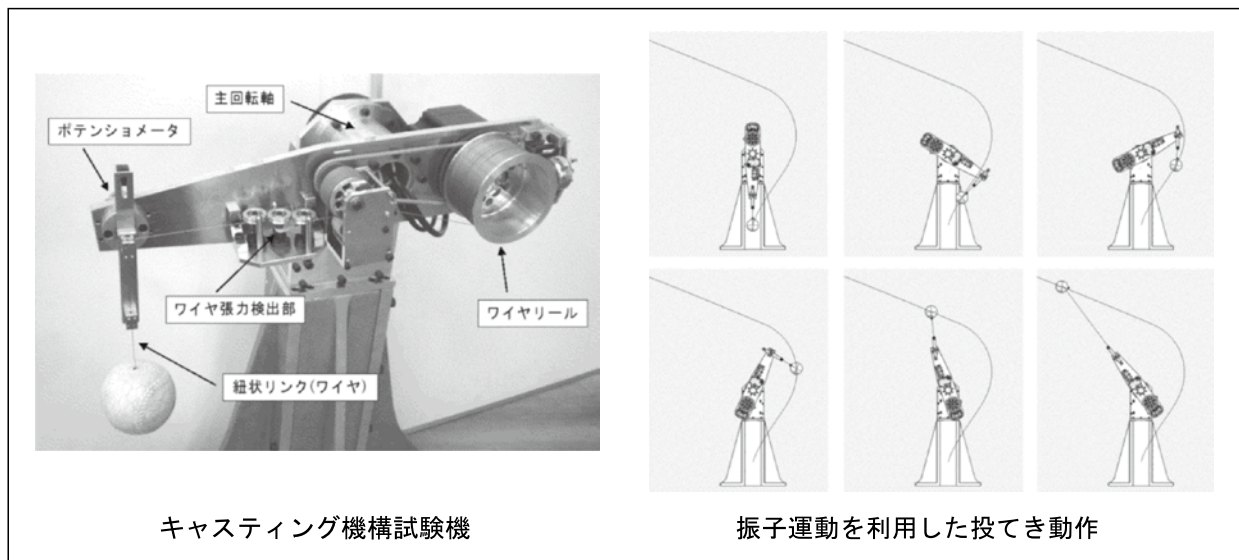 主回転軸
ポテンショメータ
ワイヤ張力検出部
ワイヤリール
紐状リンク(ワイヤ)
キャスティング機構試験機
振子運動を利用した投てき動作